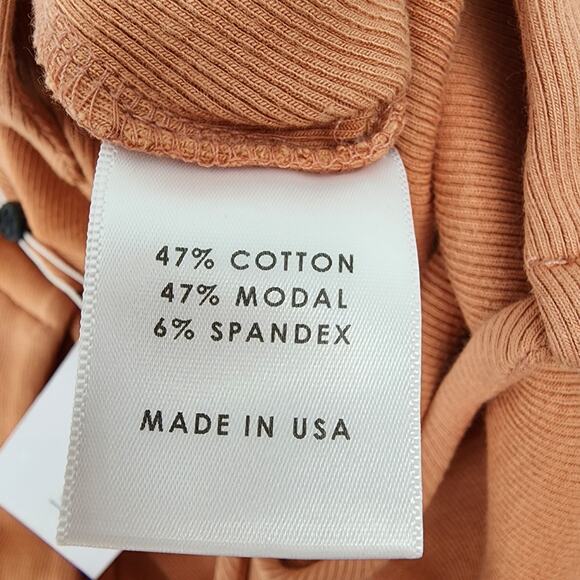 47% COTTON
47% MODAL
6% SPANDEX
MADE IN USA